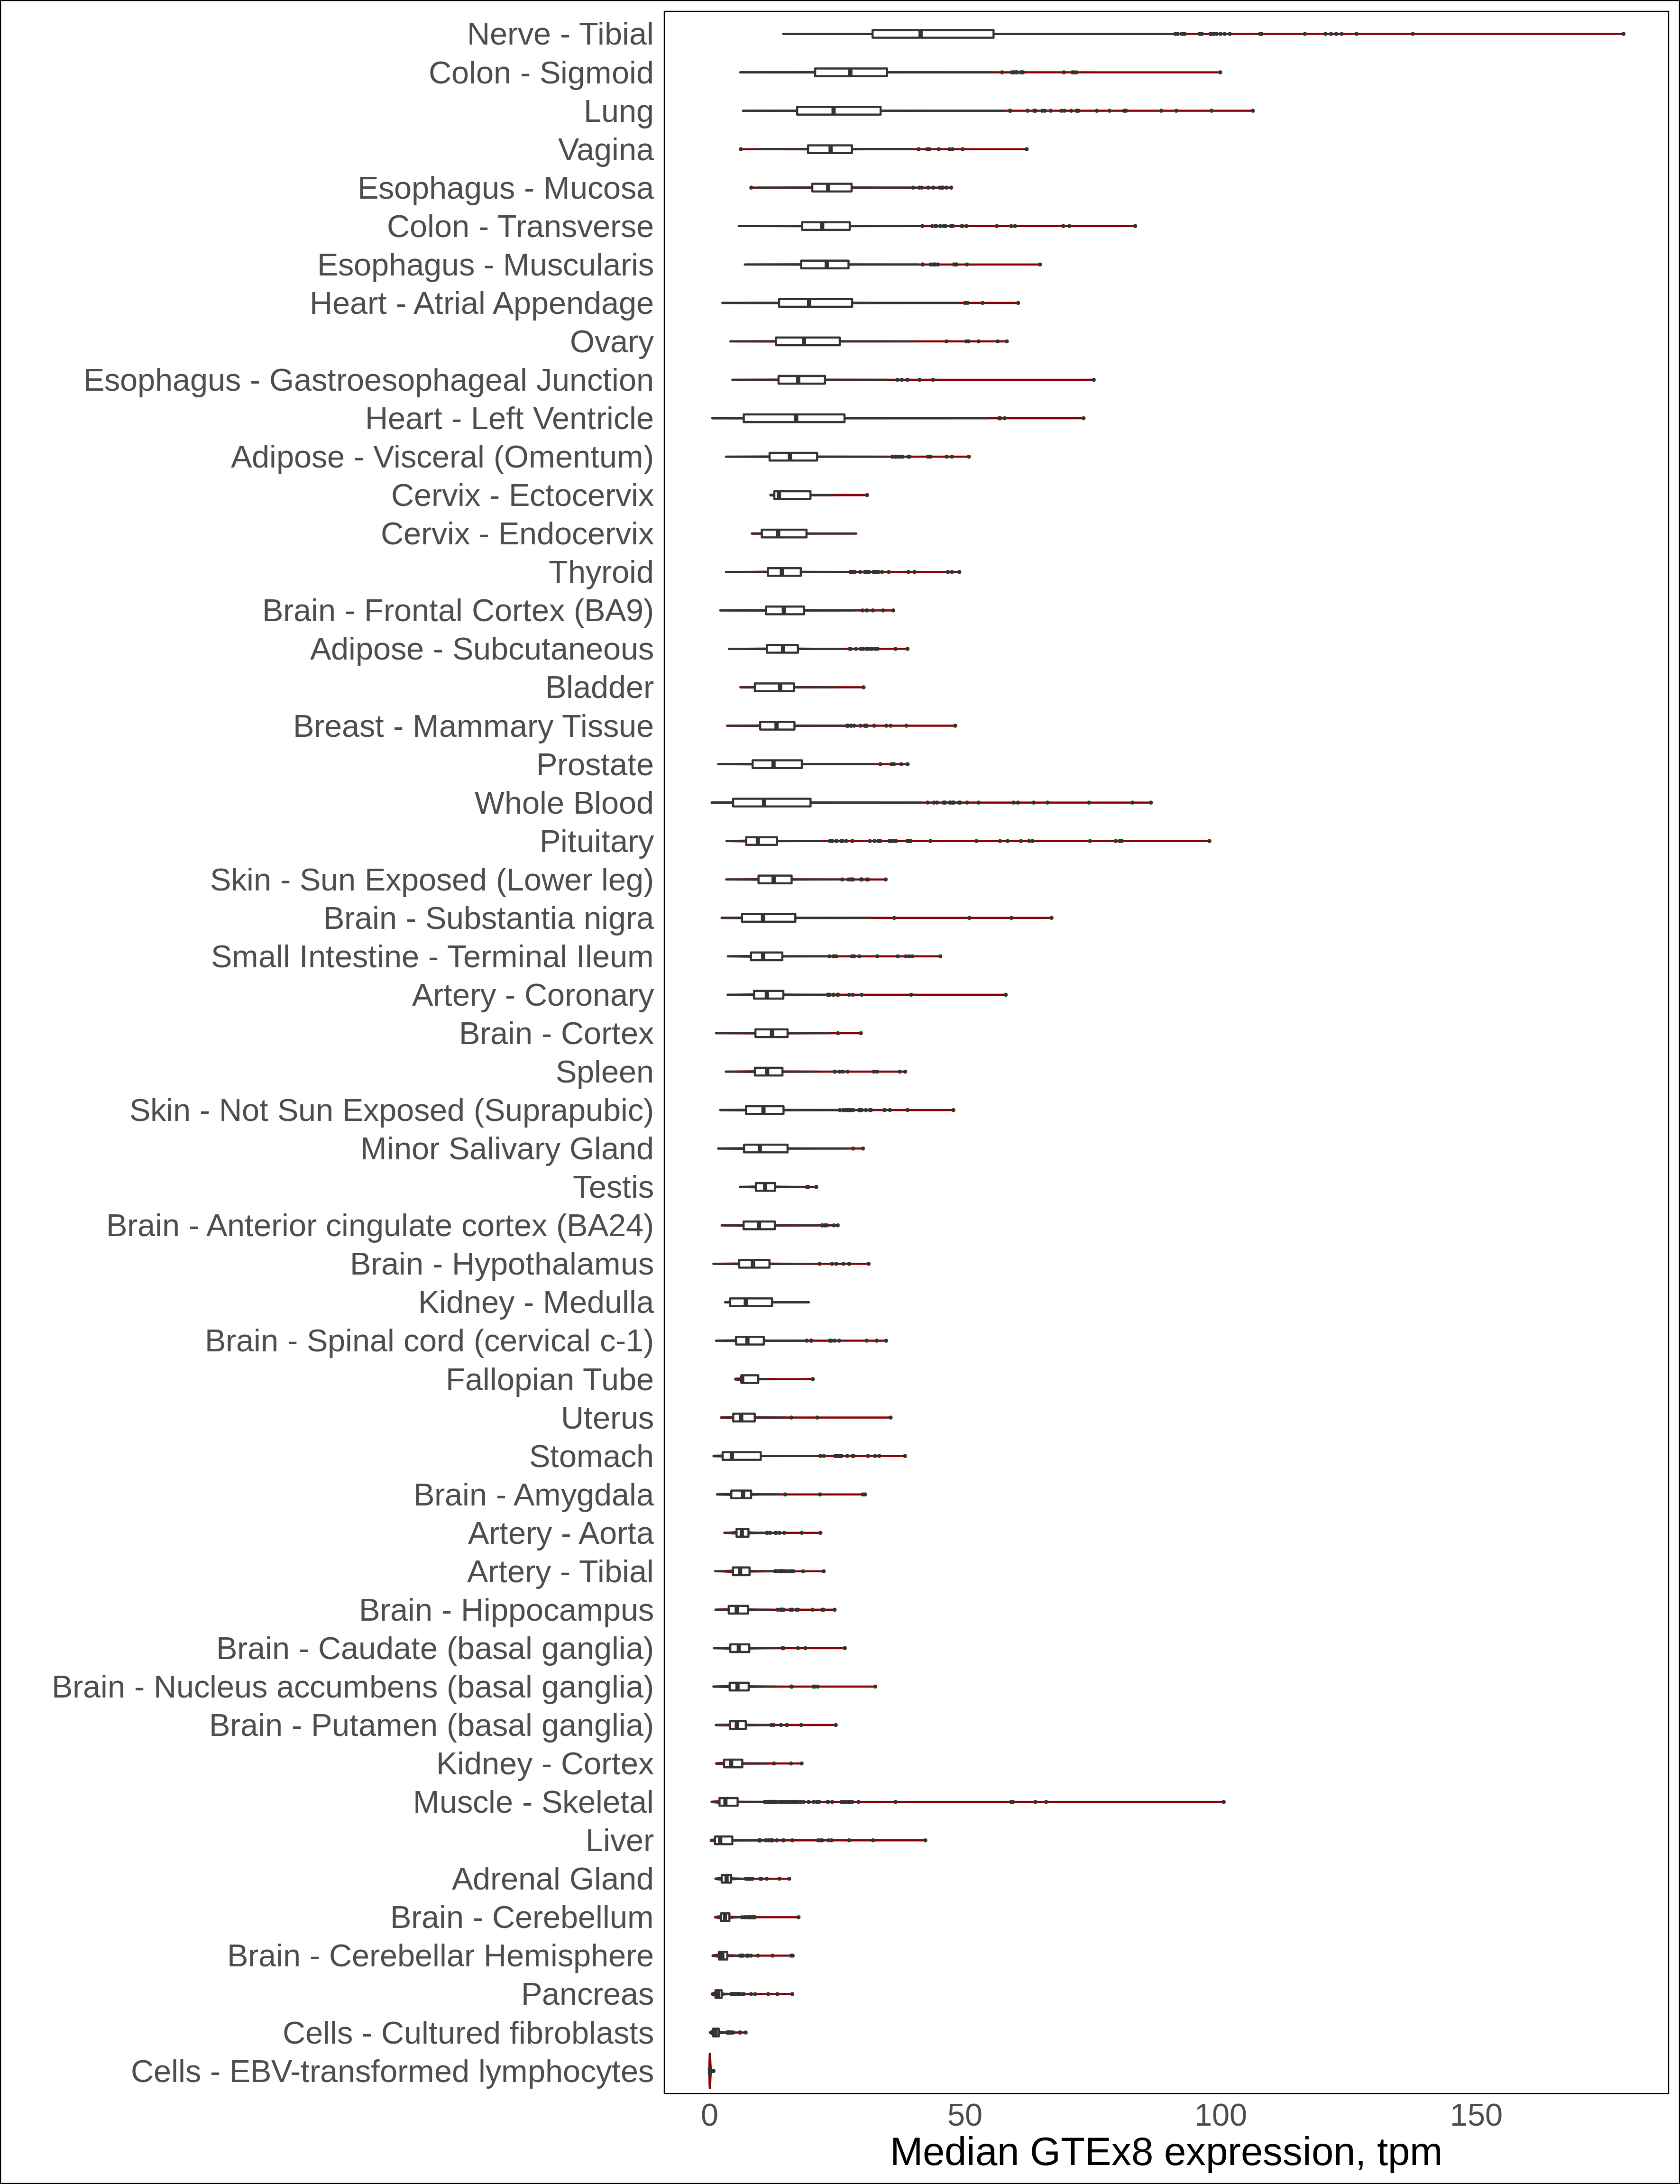 Nerve - Tibial
Colon - Sigmoid
Lung
Vagina
Esophagus - Mucosa
Colon - Transverse
Esophagus - Muscularis
Heart - Atrial Appendage
Ovary
Esophagus - Gastroesophageal Junction
Heart - Left Ventricle
Adipose - Visceral (Omentum)
Cervix - Ectocervix
Cervix - Endocervix
Thyroid
Brain - Frontal Cortex (BA9)
Adipose - Subcutaneous
Bladder
Breast - Mammary Tissue
Prostate
Whole Blood
Pituitary
Skin - Sun Exposed (Lower leg)
Brain - Substantia nigra
Small Intestine - Terminal Ileum
Artery - Coronary
Brain - Cortex
Spleen
Skin - Not Sun Exposed (Suprapubic)
Minor Salivary Gland
Testis
Brain - Anterior cingulate cortex (BA24)
Brain - Hypothalamus
Kidney - Medulla
Brain - Spinal cord (cervical c-1)
Fallopian Tube
Uterus
Stomach
Brain - Amygdala
Artery - Aorta
Artery - Tibial
Brain - Hippocampus
Brain - Caudate (basal ganglia)
Brain - Nucleus accumbens (basal ganglia)
Brain - Putamen (basal ganglia)
Kidney - Cortex
Muscle - Skeletal
Liver
Adrenal Gland
Brain - Cerebellum
Brain - Cerebellar Hemisphere
Pancreas
Cells - Cultured fibroblasts
Cells - EBV-transformed lymphocytes
0 50 100 150
Median GTEx8 expression, tpm